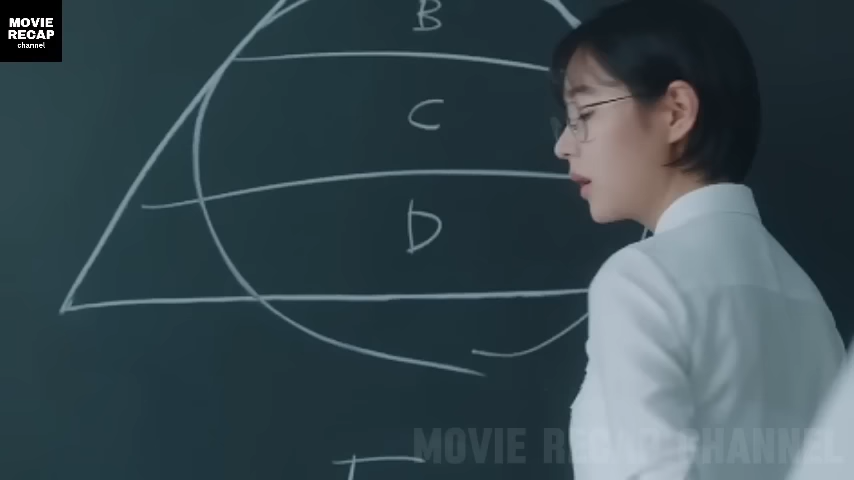 MOVIE
RECAP
channel
B
C
D
MOVIE RECAP CHANNEL